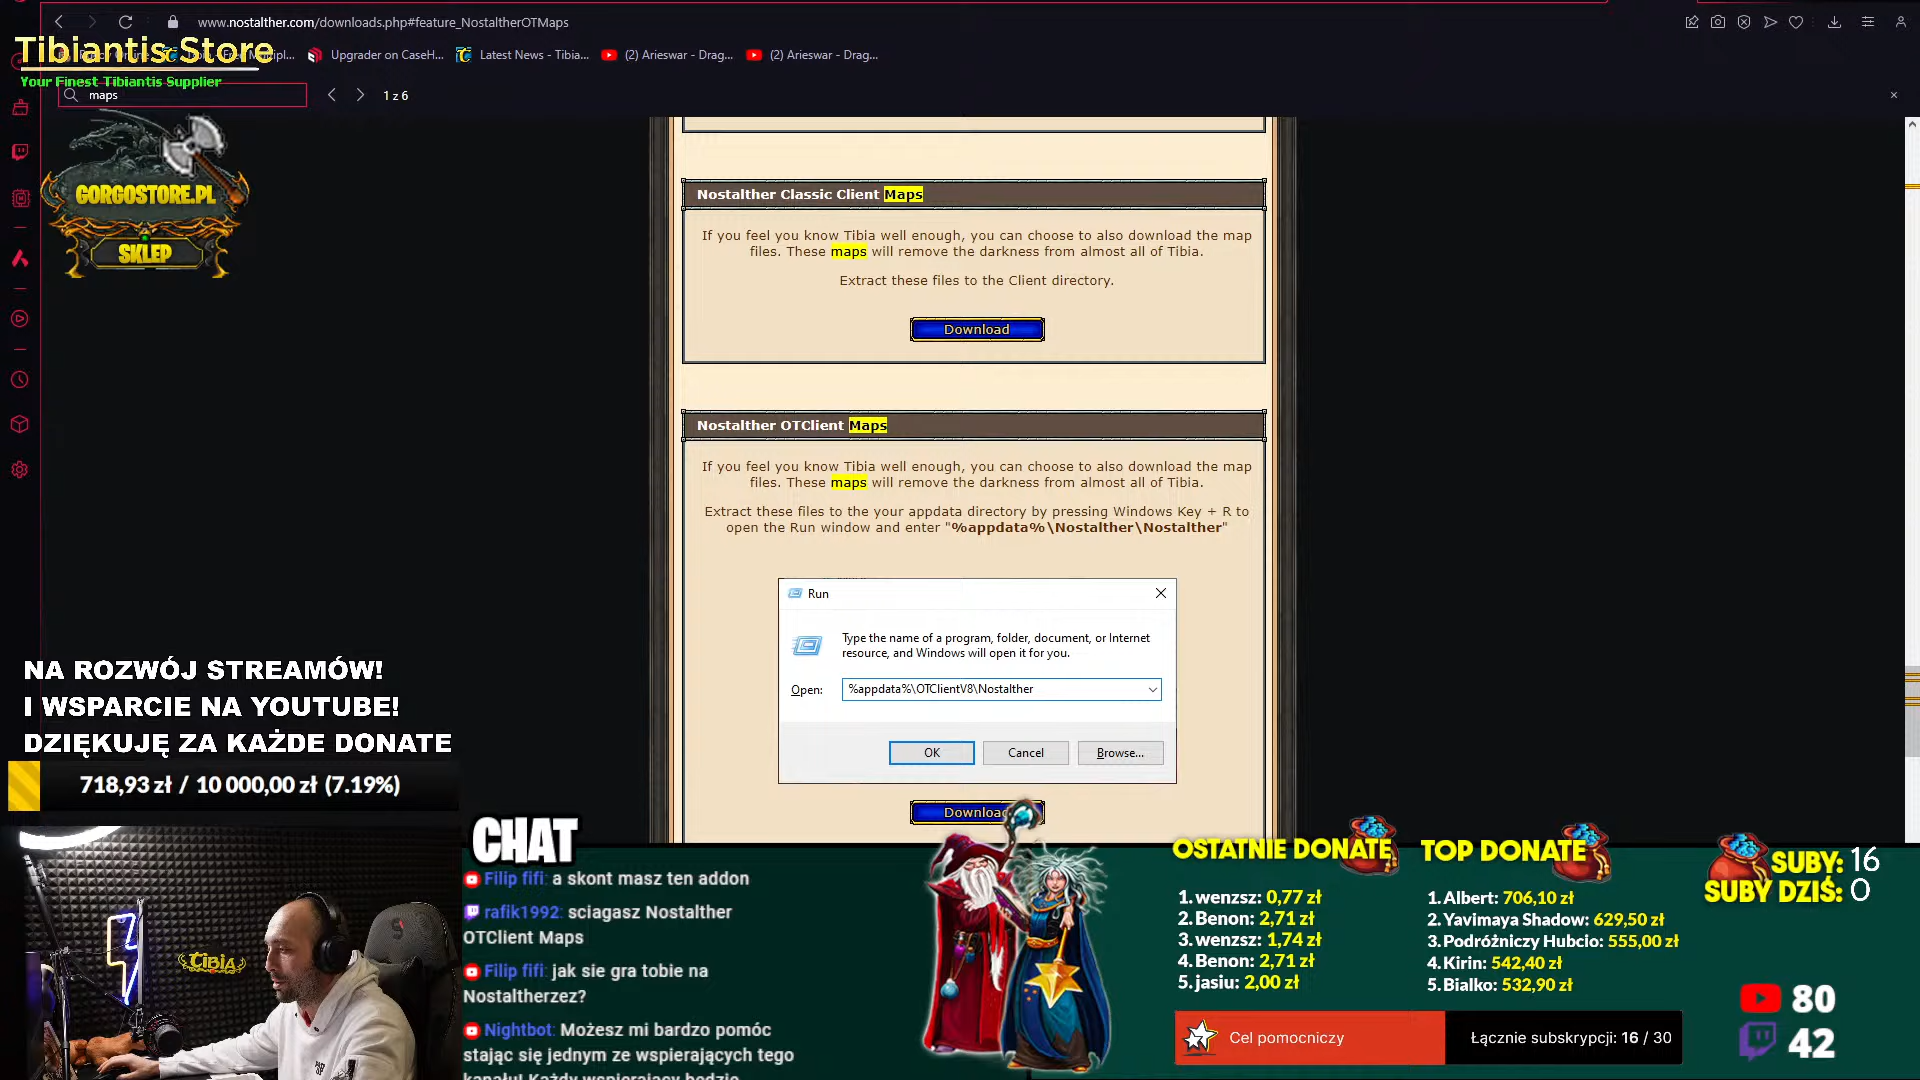 www.nostalther.com/downloads.php#feature_NostaltherOTMaps
Tibiantis Store
Upgrader on CaseH...
Latest News - Tibia...
(2) Arieswar - Drag...
(2) Arieswar - Drag...
Your Finest Tibiantis Supplier
maps
1 z 6
GORGOSTORE.PL
SKLEP
Nostalther Classic Client Maps
If you feel you know Tibia well enough, you can choose to also download the map
files. These maps will remove the darkness from almost all of Tibia.
Extract these files to the Client directory.
Download
Nostalther OTClient Maps
If you feel you know Tibia well enough, you can choose to also download the map
files. These maps will remove the darkness from almost all of Tibia.
Extract these files to the your appdata directory by pressing Windows Key + R to
open the Run window and enter "%appdata%\Nostalther\Nostalther"
Run
Type the name of a program, folder, document, or Internet
resource, and Windows will open it for you.
Open:
%appdata%\OTClientV8\Nostalther
OK
Cancel
Browse...
Download
NA ROZWÓJ STREAMÓW!
I WSPARCIE NA YOUTUBE!
DZIĘKUJĘ ZA KAŻDE DONATE
718,93 zł / 10 000,00 zł (7.19%)
TIBIA
CHAT
Filip fifi: a skont masz ten addon
rafik1992: sciagasz Nostalther
OTClient Maps
Filip fifi: jak sie gra tobie na
Nostaltherzez?
Nightbot: Możesz mi bardzo pomóc
stając się jednym ze wspierających tego
kanału! Każdy wspierający będzie
OSTATNIE DONATE
1. wenzsz: 0,77 zł
2. Benon: 2,71 zł
3. wenzsz: 1,74 zł
4. Benon: 2,71 zł
5. jasiu: 2,00 zł
TOP DONATE
1. Albert: 706,10 zł
2. Yavimaya Shadow: 629,50 zł
3. Podróżniczy Hubcio: 555,00 zł
4. Kirin: 542,40 zł
5. Bialko: 532,90 zł
SUBY: 16
SUBY DZIŚ: 0
Cel pomocniczy
Łącznie subskrypcji: 16 / 30
80
42